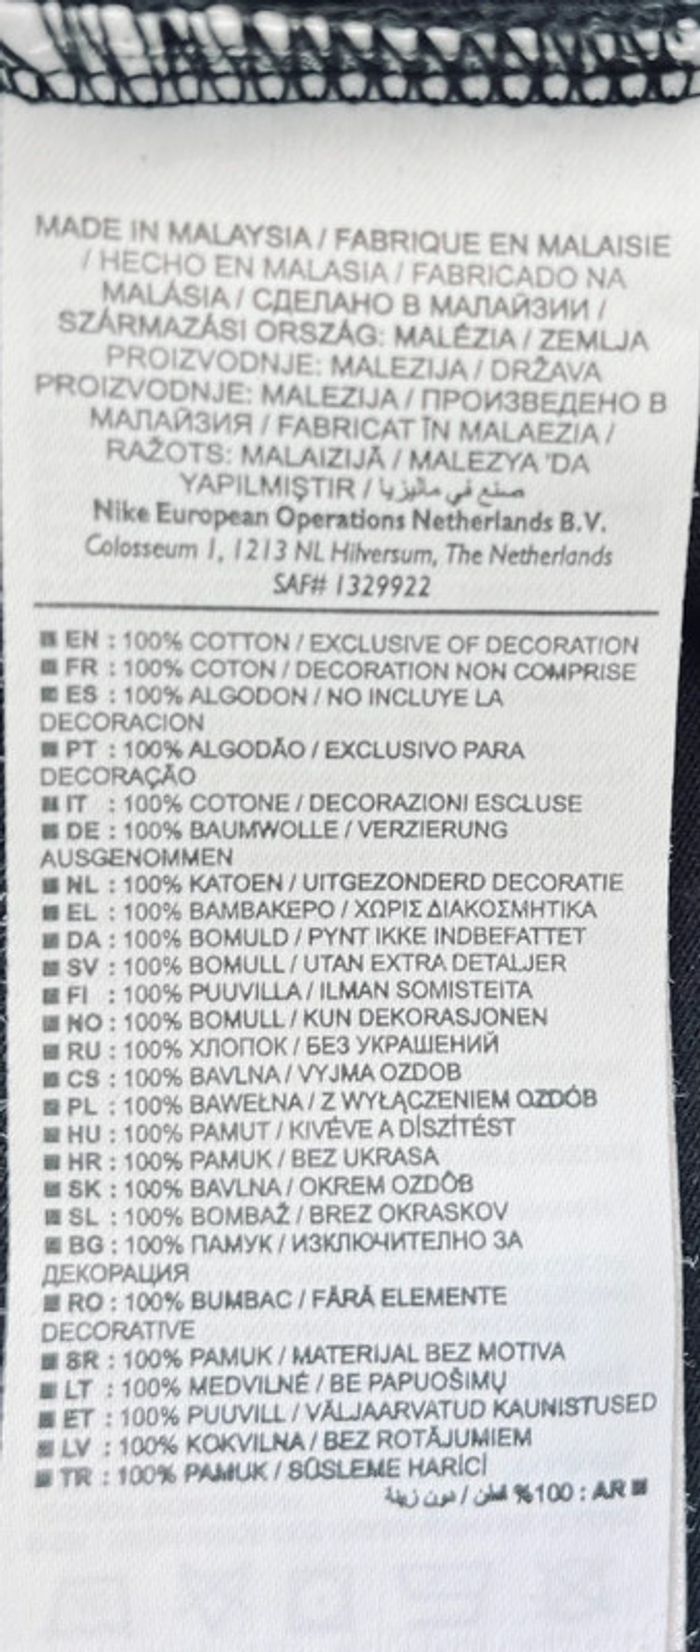 MADE IN MALAYSIA / FABRIQUE EN MALAISIE
/ HECHO EN MALASIA / FABRICADO NA
MALÁSIA / СДЕЛАНО В МАЛАЙЗИИ /
SZÁRMAZÁSI ORSZÁG: MALÉZIA / ZEMLJA
PROIZVODNJE: MALEZIJA / DRŽAVA
PROIZVODNJE: MALEZIJA / ПРОИЗВЕДЕНО В
МАЛАЙЗИЯ / FABRICAT ÎN MALAEZIA /
RAŽOTS: MALAIZIJĀ / MALEZYA 'DA
YAPILMIŞTIR / صنع في ماليزيا
Nike European Operations Netherlands B.V.
Colosseum 1, 1213 NL Hilversum, The Netherlands
SAF# 1329922
EN : 100% COTTON / EXCLUSIVE OF DECORATION
FR : 100% COTON / DECORATION NON COMPRISE
ES : 100% ALGODON / NO INCLUYE LA
DECORACION
PT : 100% ALGODÃO / EXCLUSIVO PARA
DECORAÇÃO
IT : 100% COTONE / DECORAZIONI ESCLUSE
DE : 100% BAUMWOLLE / VERZIERUNG
AUSGENOMMEN
NL : 100% KATOEN / UITGEZONDERD DECORATIE
EL : 100% ΒΑΜΒΑΚΕΡΟ / ΧΩΡΙΣ ΔΙΑΚΟΣΜΗΤΙΚΑ
DA : 100% BOMULD / PYNT IKKE INDBEFATTET
SV : 100% BOMULL / UTAN EXTRA DETALJER
FI : 100% PUUVILLA / ILMAN SOMISTEITA
NO : 100% BOMULL / KUN DEKORASJONEN
RU : 100% ХЛОПОК / БЕЗ УКРАШЕНИЙ
CS : 100% BAVLNA / VYJMA OZDOB
PL : 100% BAWEŁNA / Z WYŁĄCZENIEM OZDÓB
HU : 100% PAMUT / KIVÉVE A DÍSZÍTÉST
HR : 100% PAMUK / BEZ UKRASA
SK : 100% BAVLNA / OKREM OZDÔB
SL : 100% BOMBAŽ / BREZ OKRASKOV
BG : 100% ПАМУК / ИЗКЛЮЧИТЕЛНО ЗА
ДЕКОРАЦИЯ
RO : 100% BUMBAC / FĂRĂ ELEMENTE
DECORATIVE
SR : 100% PAMUK / MATERIJAL BEZ MOTIVA
LT : 100% MEDVILNĖ / BE PAPUOŠIMŲ
ET : 100% PUUVILL / VÄLJAARVATUD KAUNISTUSED
LV : 100% KOKVILNA / BEZ ROTĀJUMIEM
TR : 100% PAMUK / SÜSLEME HARİCİ
AR : 100% قطن / دون زينة